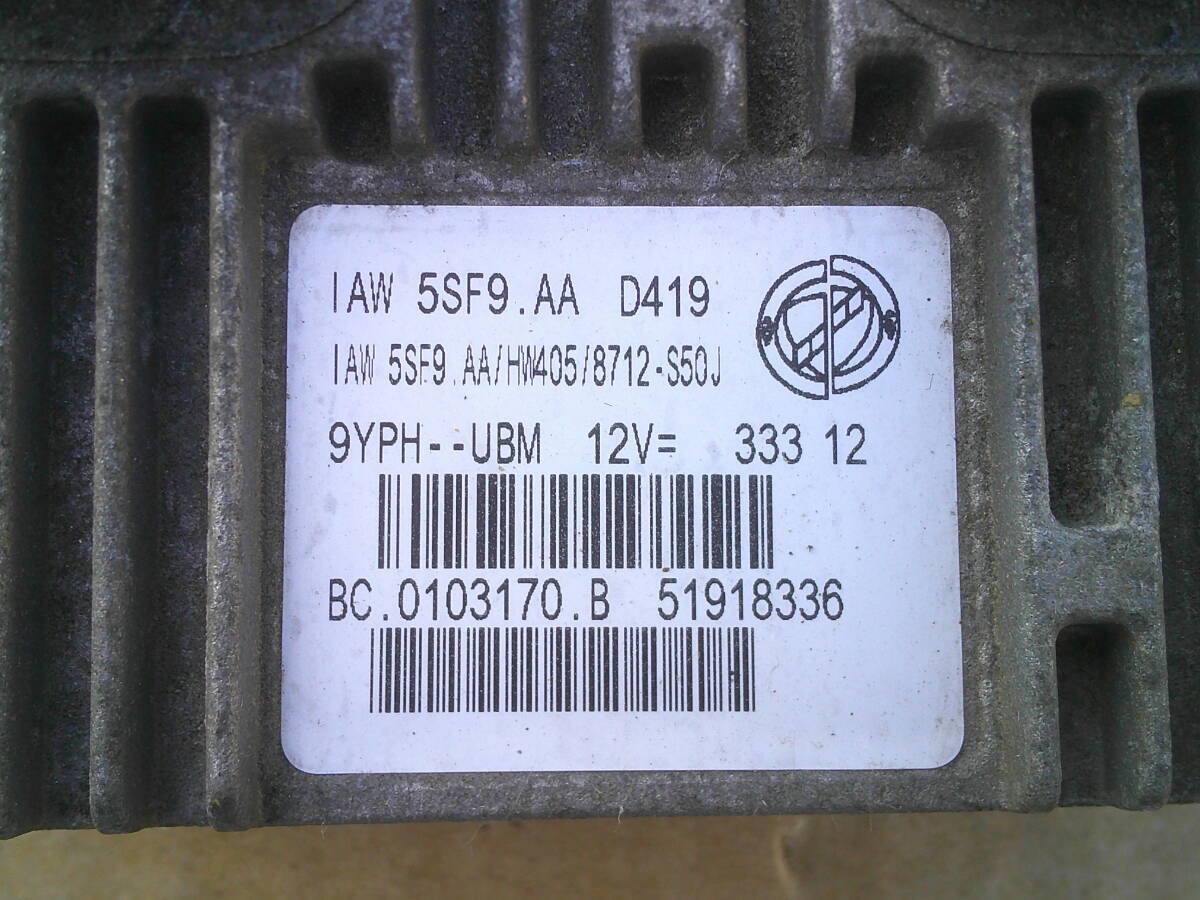 IAW 5SF9.AA D419
IAW 5SF9.AA/HW405/8712-S50J
9YPH--UBM 12V= 333 12
BC.0103170.B 51918336